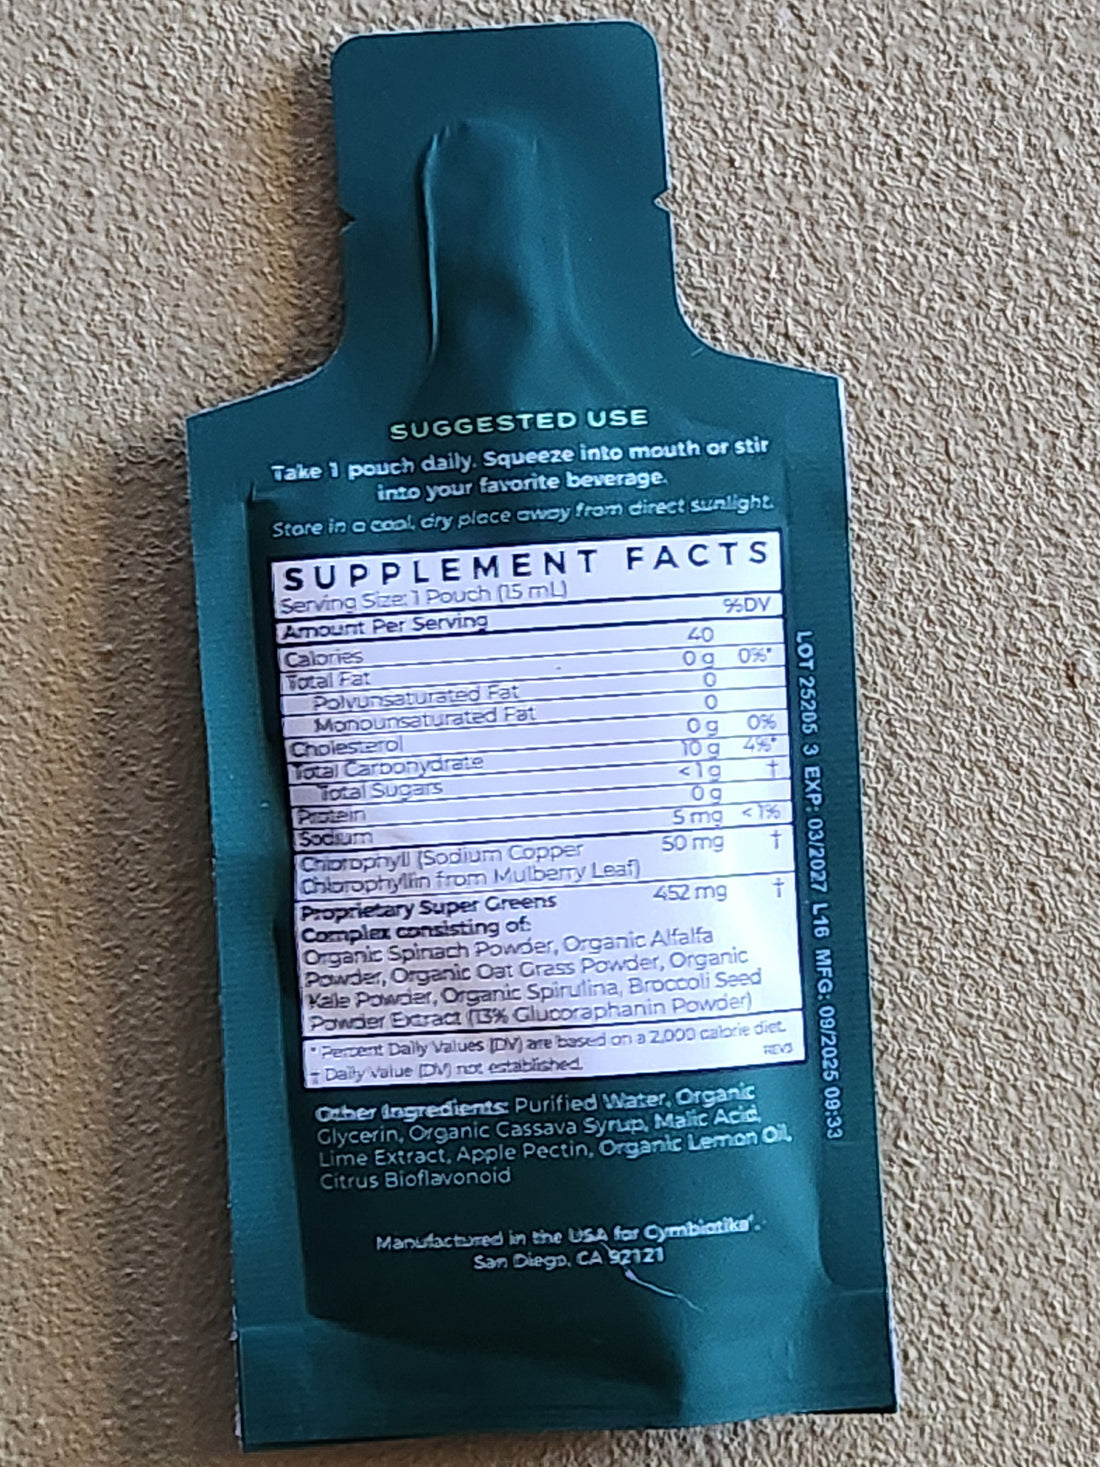 SUGGESTED USE
Take 1 pouch daily. Squeeze into mouth or stir
into your favorite beverage.
Store in a cool, dry place away from direct sunlight.
SUPPLEMENT FACTS
Serving Size: 1 Pouch (15 mL)
Amount Per Serving %DV
Calories 40
Total Fat 0 g 0%*
Polyunsaturated Fat 0
Monounsaturated Fat 0
Cholesterol 0 g 0%
Total Carbohydrate 10 g 4%*
Total Sugars <1 g †
Protein 0 g
Sodium 5 mg <1%
Chlorophyll (Sodium Copper 50 mg †
Chlorophyllin from Mulberry Leaf)
Proprietary Super Greens 452 mg †
Complex consisting of:
Organic Spinach Powder, Organic Alfalfa
Powder, Organic Oat Grass Powder, Organic
Kale Powder, Organic Spirulina, Broccoli Seed
Powder Extract (13% Glucoraphanin Powder)
* Percent Daily Values (DV) are based on a 2,000 calorie diet.
† Daily Value (DV) not established. REV3
Other Ingredients: Purified Water, Organic
Glycerin, Organic Cassava Syrup, Malic Acid,
Lime Extract, Apple Pectin, Organic Lemon Oil,
Citrus Bioflavonoid
Manufactured in the USA for Cymbiotika®.
San Diego, CA 92121
LOT 25205 3 EXP: 03/2027 L16 MFG: 09/2025 09:33